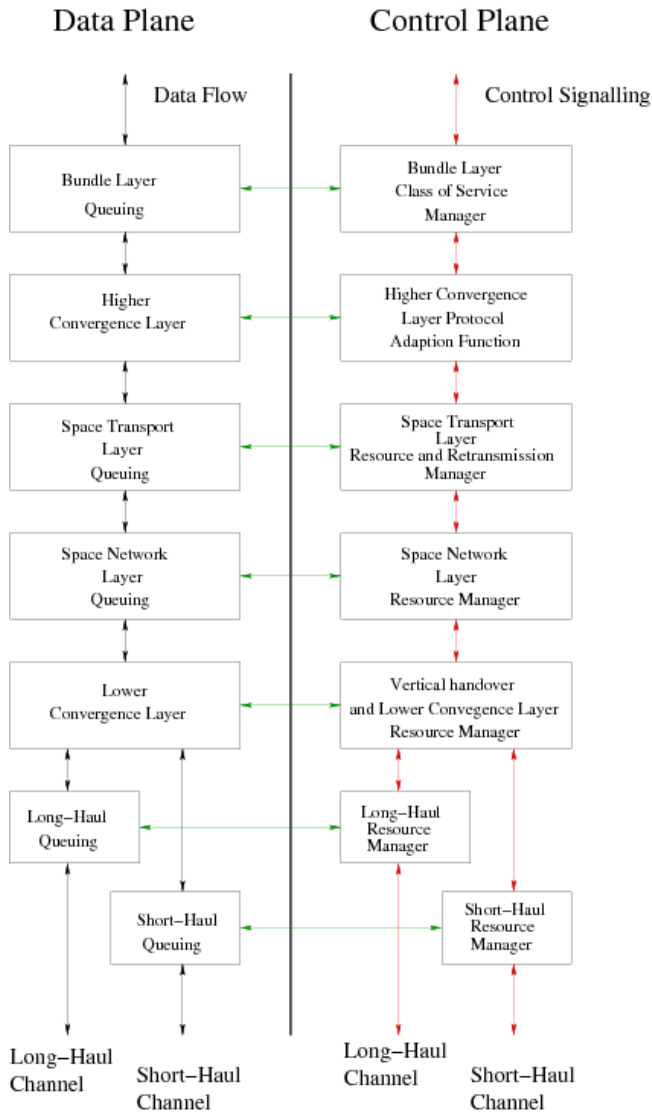 Data Plane
Control Plane
Data Flow
Control Signalling
Bundle Layer
Queuing
Bundle Layer
Class of Service
Manager
Higher
Convergence Layer
Higher Convergence
Layer Protocol
Adaption Function
Space Transport
Layer
Queuing
Space Transport
Layer
Resource and Retransmission
Manager
Space Network
Layer
Queuing
Space Network
Layer
Resource Manager
Lower
Convergence Layer
Vertical handover
and Lower Convegence Layer
Resource Manager
Long-Haul
Queuing
Long-Haul
Resource
Manager
Short-Haul
Queuing
Short-Haul
Resource
Manager
Long-Haul
Channel
Short-Haul
Channel
Long-Haul
Channel
Short-Haul
Channel